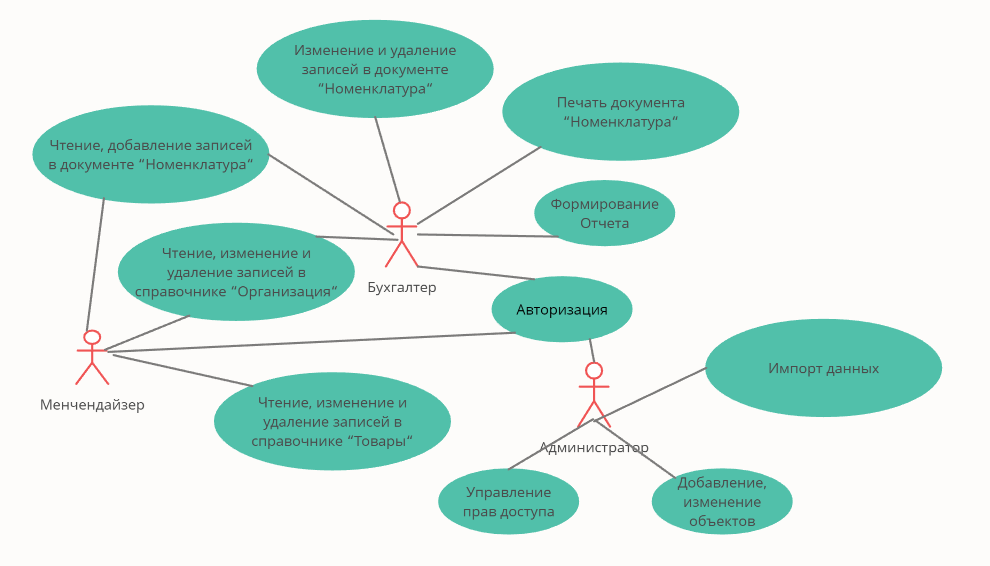 Изменение и удаление
записей в документе
“Номенклатура“
Печать документа
“Номенклатура“
Чтение, добавление записей
в документе “Номенклатура“
Формирование
Отчета
Чтение, изменение и
удаление записей в
справочнике “Организация“
Бухгалтер
Авторизация
Импорт данных
Менчендайзер
Чтение, изменение и
удаление записей в
справочнике “Товары“
Администратор
Управление
прав доступа
Добавление,
изменение
объектов